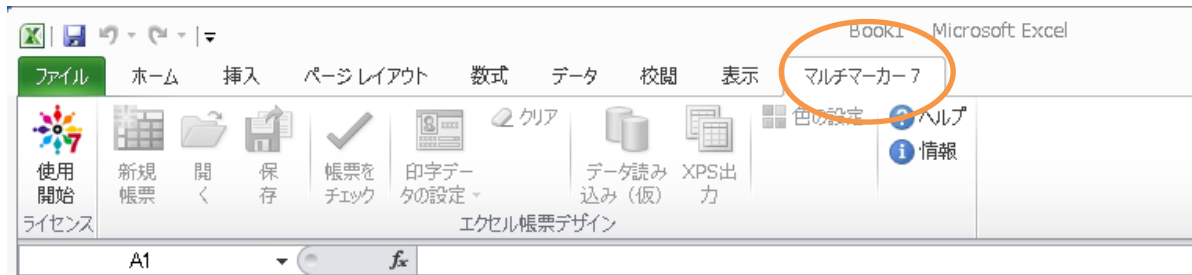 Book1 Microsoft Excel
ファイル ホーム 挿入 ページ レイアウト 数式 データ 校閲 表示 マルチマーカー 7
使用開始
新規帳票
開く
保存
帳票をチェック
印字データの設定
クリア
データ読み込み（仮）
XPS出力
色の設定
ヘルプ
情報
ライセンス
エクセル帳票デザイン
A1
fx